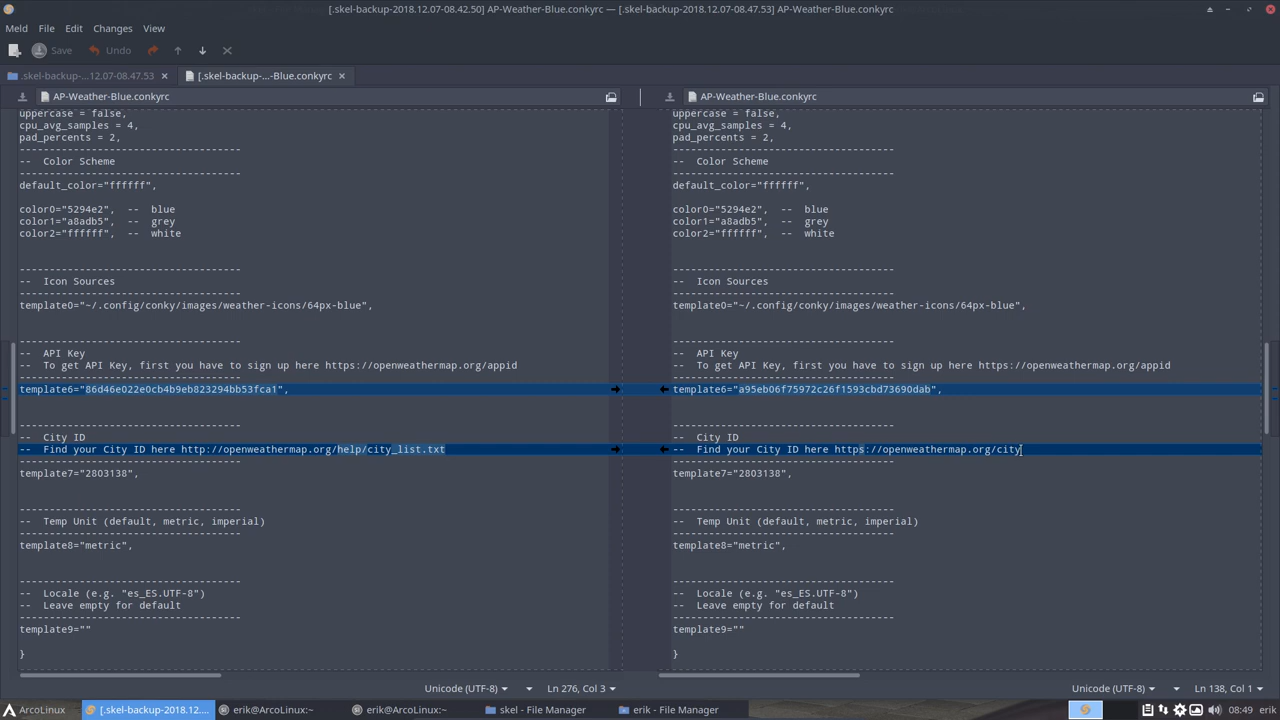 [.skel-backup-2018.12.07-08.42.50] AP-Weather-Blue.conkyrc — [.skel-backup-2018.12.07-08.47.53] AP-Weather-Blue.conkyrc
Meld File Edit Changes View
Save Undo
.skel-backup-2...12.07-08.47.53 [.skel-backup-...-Blue.conkyrc
AP-Weather-Blue.conkyrc
uppercase = false,
cpu_avg_samples = 4,
pad_percents = 2,
-------------------------------------
--  Color Scheme
-------------------------------------
default_color="ffffff",
color0="5294e2",  --  blue
color1="a8adb5",  --  grey
color2="ffffff",  --  white
-------------------------------------
--  Icon Sources
-------------------------------------
template0="~/.config/conky/images/weather-icons/64px-blue",
-------------------------------------
--  API Key
--  To get API Key, first you have to sign up here https://openweathermap.org/appid
-------------------------------------
template6="86d46e022e0cb4b9eb823294bb53fca1",
-------------------------------------
--  City ID
--  Find your City ID here http://openweathermap.org/help/city_list.txt
-------------------------------------
template7="2803138",
-------------------------------------
--  Temp Unit (default, metric, imperial)
-------------------------------------
template8="metric",
-------------------------------------
--  Locale (e.g. "es_ES.UTF-8")
--  Leave empty for default
-------------------------------------
template9=""
}
Unicode (UTF-8) Ln 276, Col 3
AP-Weather-Blue.conkyrc
uppercase = false,
cpu_avg_samples = 4,
pad_percents = 2,
-------------------------------------
--  Color Scheme
-------------------------------------
default_color="ffffff",
color0="5294e2",  --  blue
color1="a8adb5",  --  grey
color2="ffffff",  --  white
-------------------------------------
--  Icon Sources
-------------------------------------
template0="~/.config/conky/images/weather-icons/64px-blue",
-------------------------------------
--  API Key
--  To get API Key, first you have to sign up here https://openweathermap.org/appid
-------------------------------------
template6="a95eb06f75972c26f1593cbd73690dab",
-------------------------------------
--  City ID
--  Find your City ID here https://openweathermap.org/city
-------------------------------------
template7="2803138",
-------------------------------------
--  Temp Unit (default, metric, imperial)
-------------------------------------
template8="metric",
-------------------------------------
--  Locale (e.g. "es_ES.UTF-8")
--  Leave empty for default
-------------------------------------
template9=""
}
Unicode (UTF-8) Ln 138, Col 1
ArcoLinux [.skel-backup-2018.12.... erik@ArcoLinux:~ erik@ArcoLinux:~ skel - File Manager erik - File Manager 08:49 erik